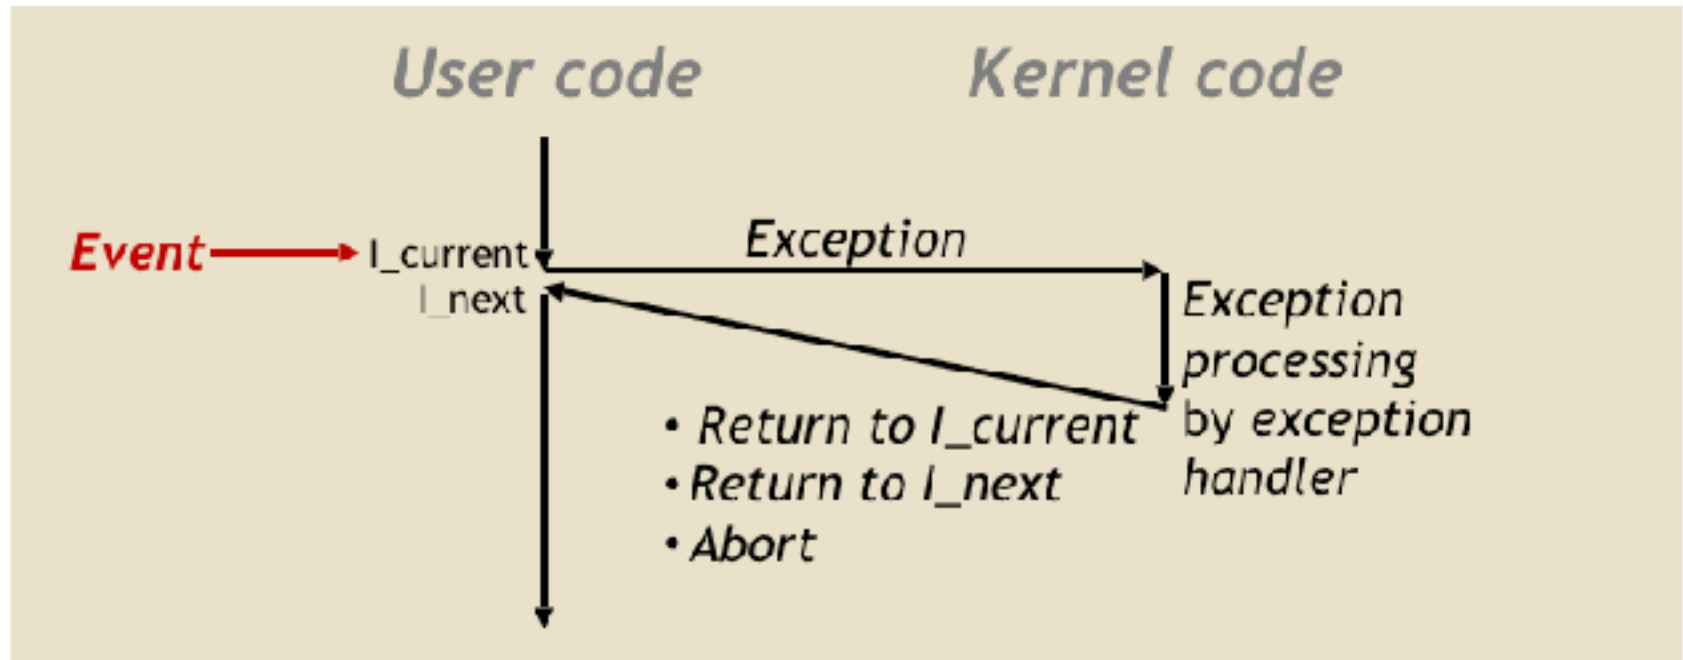 User code
Kernel code
Event
I_current
Exception
I_next
Exception
processing
by exception
handler
• Return to I_current
• Return to I_next
• Abort